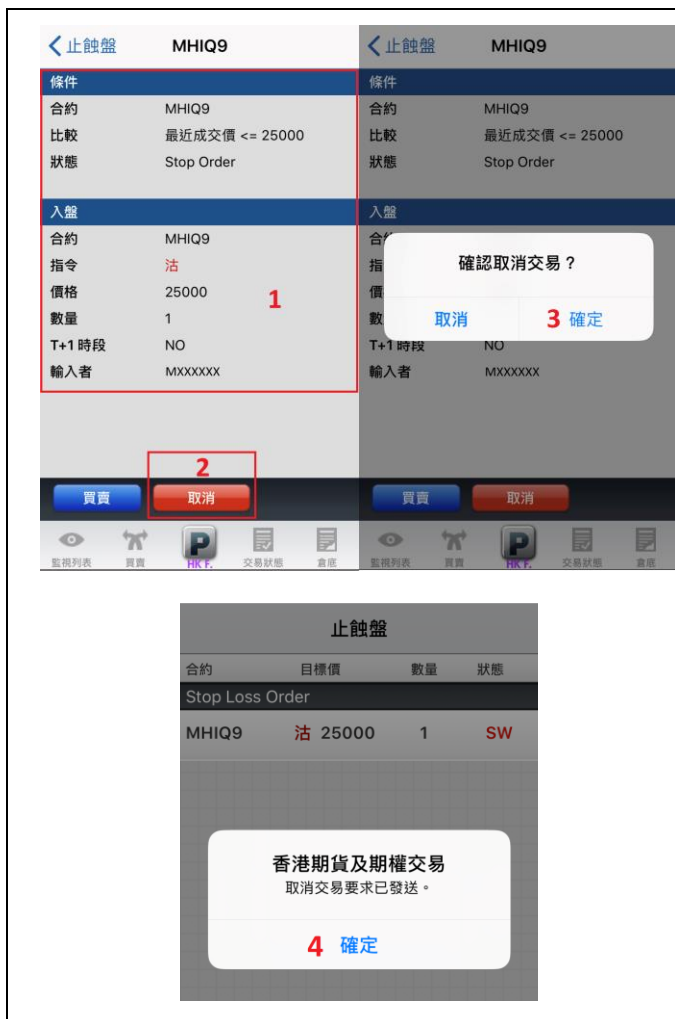 止蝕盤 MHIQ9
條件
合約 MHIQ9
比較 最近成交價 <= 25000
狀態 Stop Order
入盤
合約 MHIQ9
指令 沽
價格 25000
1
數量 1
T+1 時段 NO
輸入者 MXXXXXX
2
買賣 取消
監視列表 買賣 P HK F. 交易狀態 倉底
止蝕盤 MHIQ9
條件
合約 MHIQ9
比較 最近成交價 <= 25000
狀態 Stop Order
入盤
合
指
價
數
確認取消交易？
取消 3 確定
T+1 時段 NO
輸入者 MXXXXXX
買賣 取消
監視列表 買賣 P HK F. 交易狀態 倉底
止蝕盤
合約 目標價 數量 狀態
Stop Loss Order
MHIQ9 沽 25000 1 SW
香港期貨及期權交易
取消交易要求已發送。
4 確定